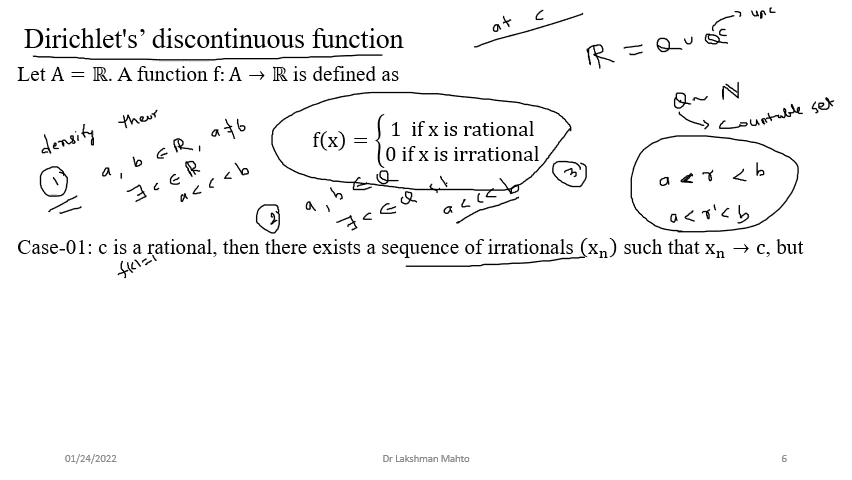 at c
→ unc
Dirichlet's’ discontinuous function
ℝ = Q ∪ Qᶜ
Let A = ℝ. A function f: A → ℝ is defined as
Q ~ N
→ countable set
density theor
f(x) = { 1 if x is rational
0 if x is irrational
① a, b ∈ ℝ, a ≠ b
∃ c ∈ ℝ
a < c < b
② a, b ∈ Q
∃ c ∈ Q s.t
a < c < b
③
a < r < b
a < r' < b
Case-01: c is a rational, then there exists a sequence of irrationals (xₙ) such that xₙ → c, but
f(c)=1
01/24/2022
Dr Lakshman Mahto
6